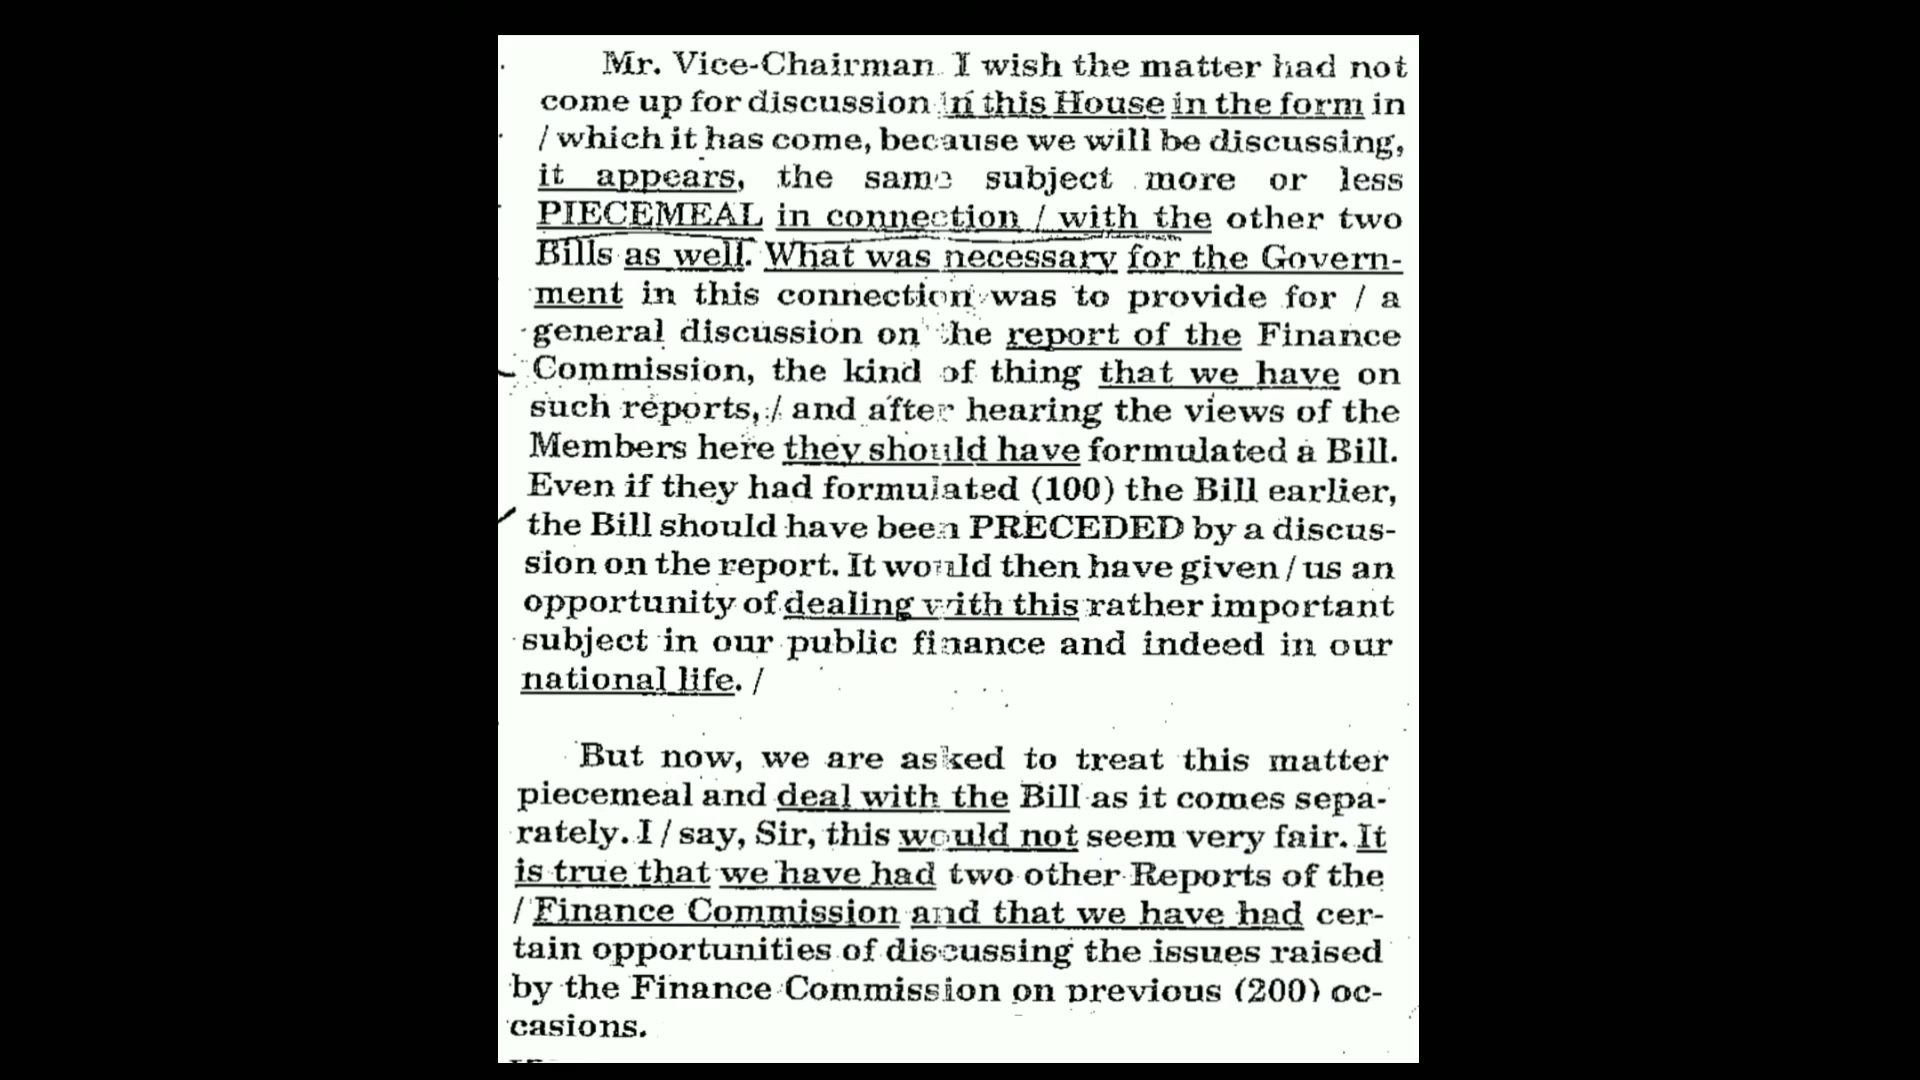 Mr. Vice-Chairman I wish the matter had not
come up for discussion in this House in the form in
/ which it has come, because we will be discussing,
it appears, the same subject more or less
PIECEMEAL in connection / with the other two
Bills as well. What was necessary for the Govern-
ment in this connection was to provide for / a
general discussion on the report of the Finance
Commission, the kind of thing that we have on
such reports, / and after hearing the views of the
Members here they should have formulated a Bill.
Even if they had formulated (100) the Bill earlier,
the Bill should have been PRECEDED by a discus-
sion on the report. It would then have given / us an
opportunity of dealing with this rather important
subject in our public finance and indeed in our
national life. /
But now, we are asked to treat this matter
piecemeal and deal with the Bill as it comes sepa-
rately. I / say, Sir, this would not seem very fair. It
is true that we have had two other Reports of the
/ Finance Commission and that we have had cer-
tain opportunities of discussing the issues raised
by the Finance Commission on previous (200) oc-
casions.